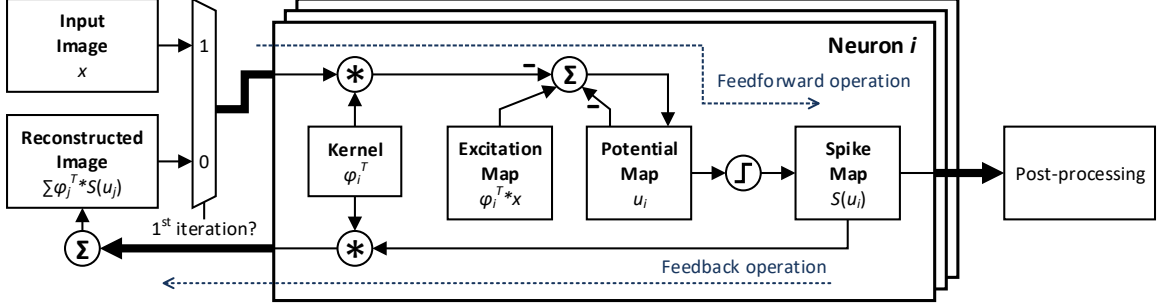 Input
Image
x
1
Reconstructed
Image
∑φⱼᵀ*S(uⱼ)
0
1st iteration?
Σ
Neuron i
Feedforward operation
*
−
Σ
−
Kernel
φᵢᵀ
Excitation
Map
φᵢᵀ*x
Potential
Map
uᵢ
Spike
Map
S(uᵢ)
Post-processing
*
Feedback operation